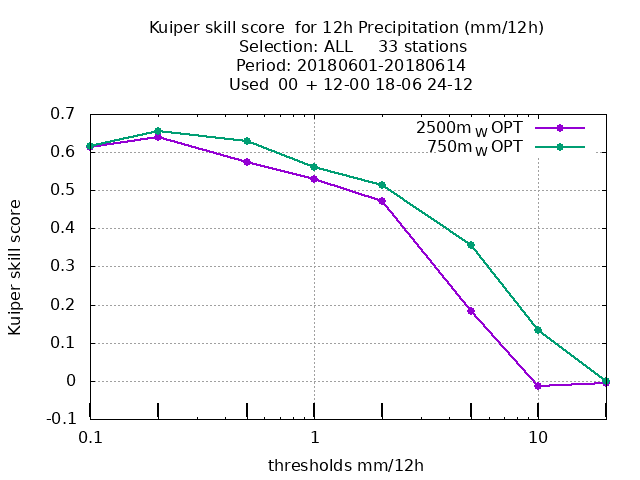 Kuiper skill score  for 12h Precipitation (mm/12h)
Selection: ALL     33 stations
Period: 20180601-20180614
Used  00 + 12-00 18-06 24-12
0.7
0.6
0.5
0.4
0.3
0.2
0.1
0
-0.1
Kuiper skill score
2500m W OPT
750m W OPT
0.1 1 10
thresholds mm/12h